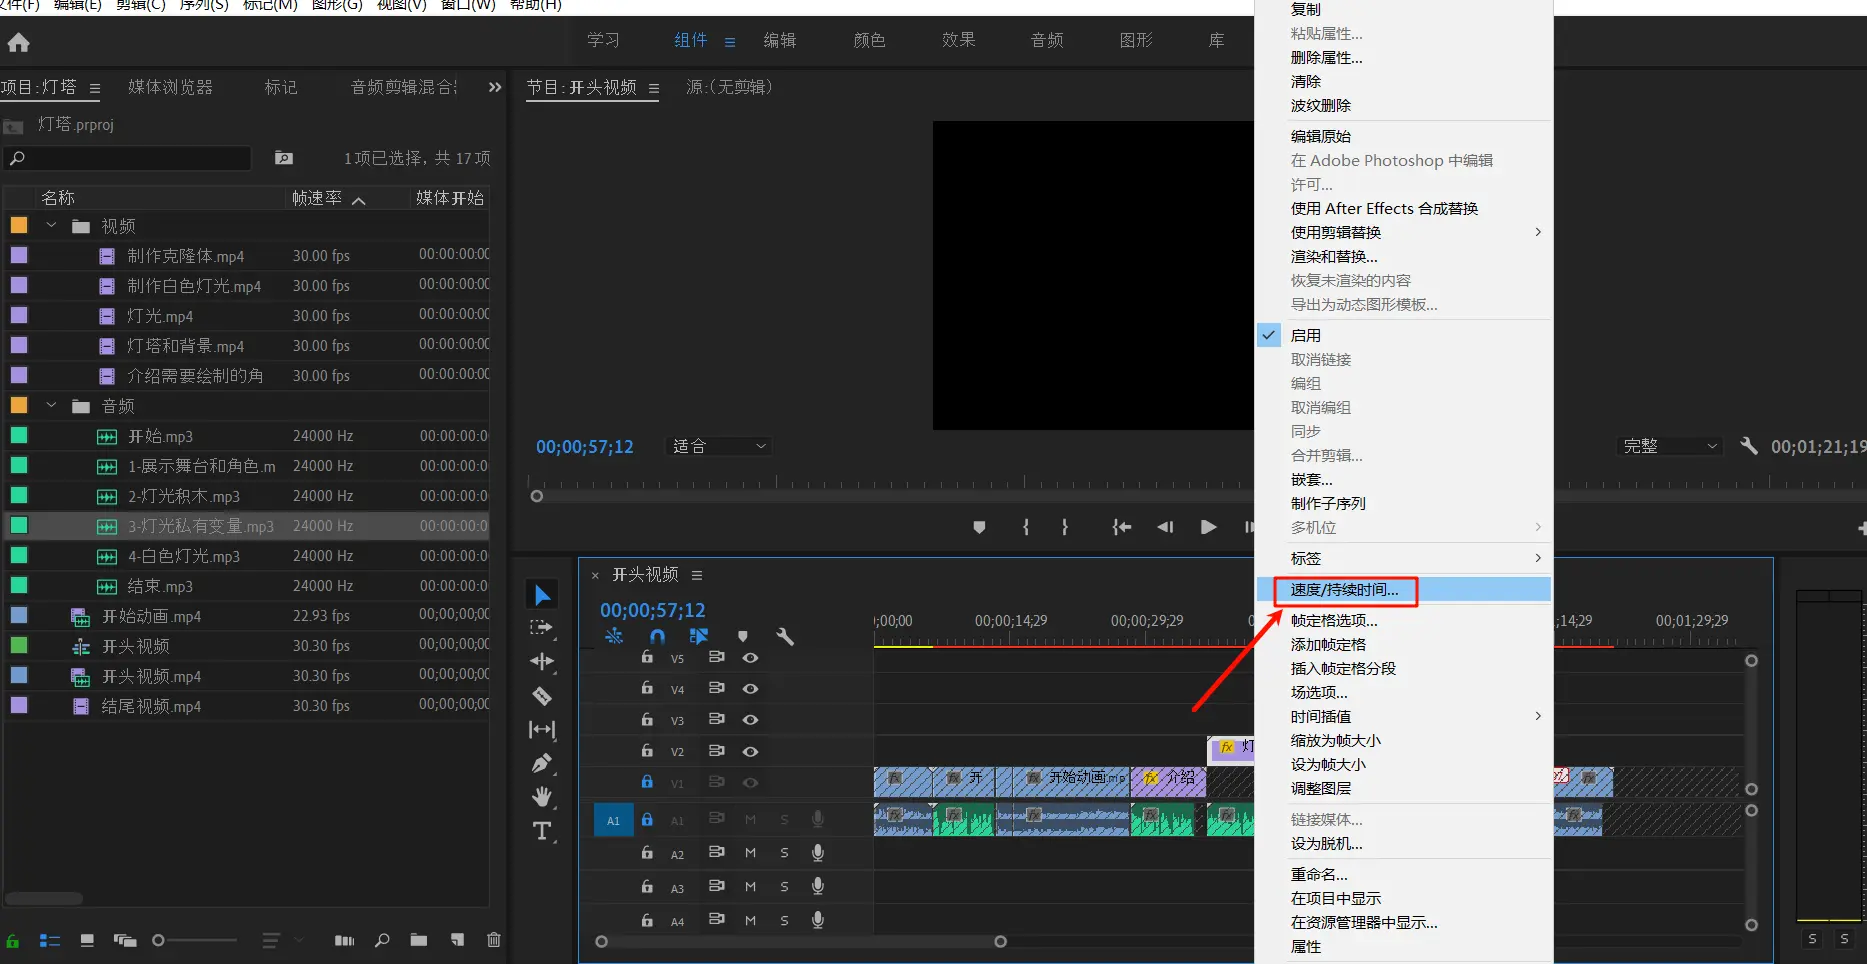 文件(F) 编辑(E) 剪辑(C) 序列(S) 标记(M) 图形(G) 视图(V) 窗口(W) 帮助(H)
学习 组件 编辑 颜色 效果 音频 图形 库
项目:灯塔 媒体浏览器 标记 音频剪辑混合
灯塔.prproj
1项已选择，共 17项
名称 帧速率 媒体开始
视频
制作克隆体.mp4 30.00 fps 00:00:00:00
制作白色灯光.mp4 30.00 fps 00:00:00:00
灯光.mp4 30.00 fps 00:00:00:00
灯塔和背景.mp4 30.00 fps 00:00:00:00
介绍需要绘制的角 30.00 fps 00:00:00:00
音频
开始.mp3 24000 Hz 00:00:00:0
1-展示舞台和角色.m 24000 Hz 00:00:00:0
2-灯光积木.mp3 24000 Hz 00:00:00:0
3-灯光私有变量.mp3 24000 Hz 00:00:00:0
4-白色灯光.mp3 24000 Hz 00:00:00:0
结束.mp3 24000 Hz 00:00:00:0
开始动画.mp4 22.93 fps 00;00;00;00
开头视频 30.30 fps 00;00;00;00
开头视频.mp4 30.30 fps 00;00;00;00
结尾视频.mp4 30.30 fps 00;00;00;00
节目:开头视频 源:(无剪辑)
00;00;57;12 适合 完整 00;01;21;19
× 开头视频
00;00;57;12
;00;00 00;00;14;29 00;00;29;29 ;14;29 00;01;29;29
V5
V4
V3
V2 fx 灯
V1 fx fx 开 fx 开始动画.mp fx 介绍 fx
A1 A1 M S fx fx fx fx fx fx
A2 M S
A3 M S
A4 M S
S S
复制
粘贴属性...
删除属性...
清除
波纹删除
编辑原始
在 Adobe Photoshop 中编辑
许可...
使用 After Effects 合成替换
使用剪辑替换
渲染和替换...
恢复未渲染的内容
导出为动态图形模板...
启用
取消链接
编组
取消编组
同步
合并剪辑...
嵌套...
制作子序列
多机位
标签
速度/持续时间...
帧定格选项...
添加帧定格
插入帧定格分段
场选项...
时间插值
缩放为帧大小
设为帧大小
调整图层
链接媒体...
设为脱机...
重命名...
在项目中显示
在资源管理器中显示...
属性